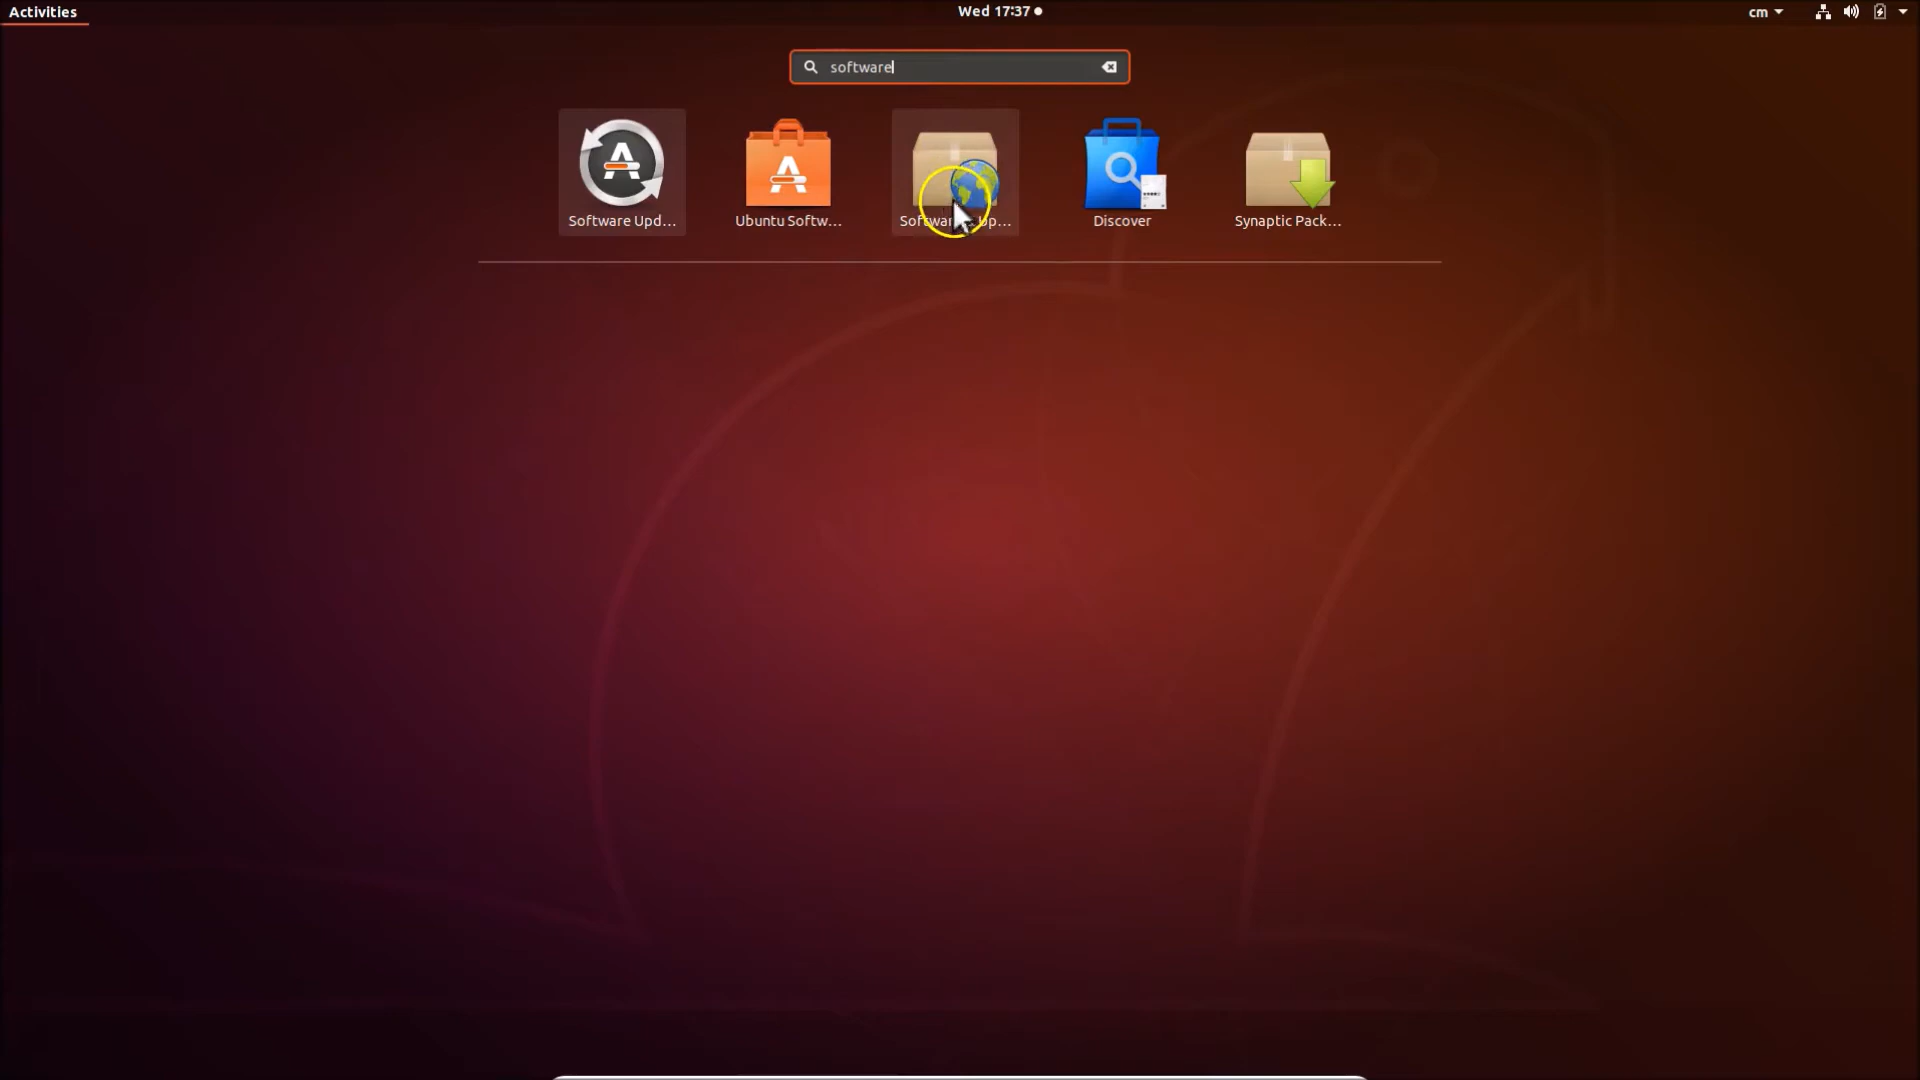 Activities
Wed 17:37
cm
software
Software Upd...
Ubuntu Softw...
Discover
Synaptic Pack...